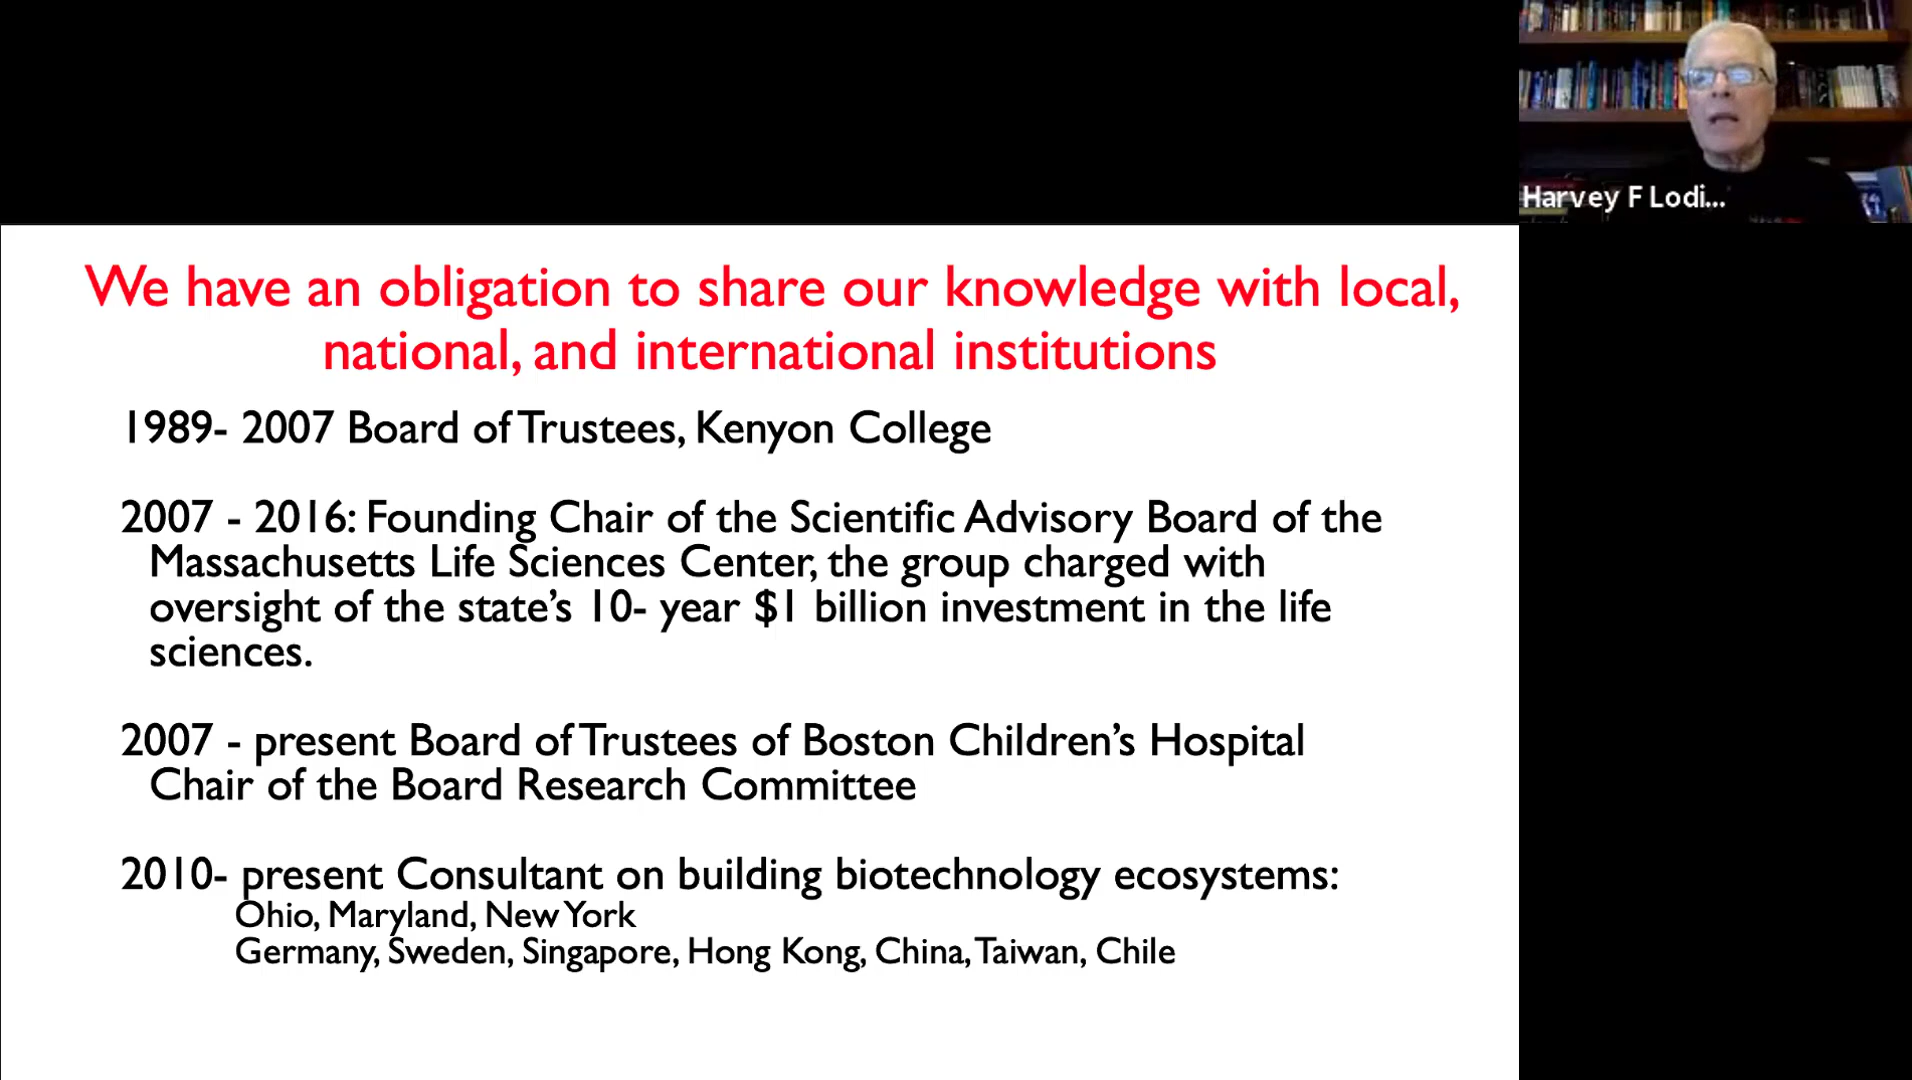 Harvey F Lodi...
We have an obligation to share our knowledge with local,
national, and international institutions
1989- 2007 Board of Trustees, Kenyon College
2007 - 2016: Founding Chair of the Scientific Advisory Board of the
Massachusetts Life Sciences Center, the group charged with
oversight of the state’s 10- year $1 billion investment in the life
sciences.
2007 - present Board of Trustees of Boston Children’s Hospital
Chair of the Board Research Committee
2010- present Consultant on building biotechnology ecosystems:
Ohio, Maryland, New York
Germany, Sweden, Singapore, Hong Kong, China, Taiwan, Chile